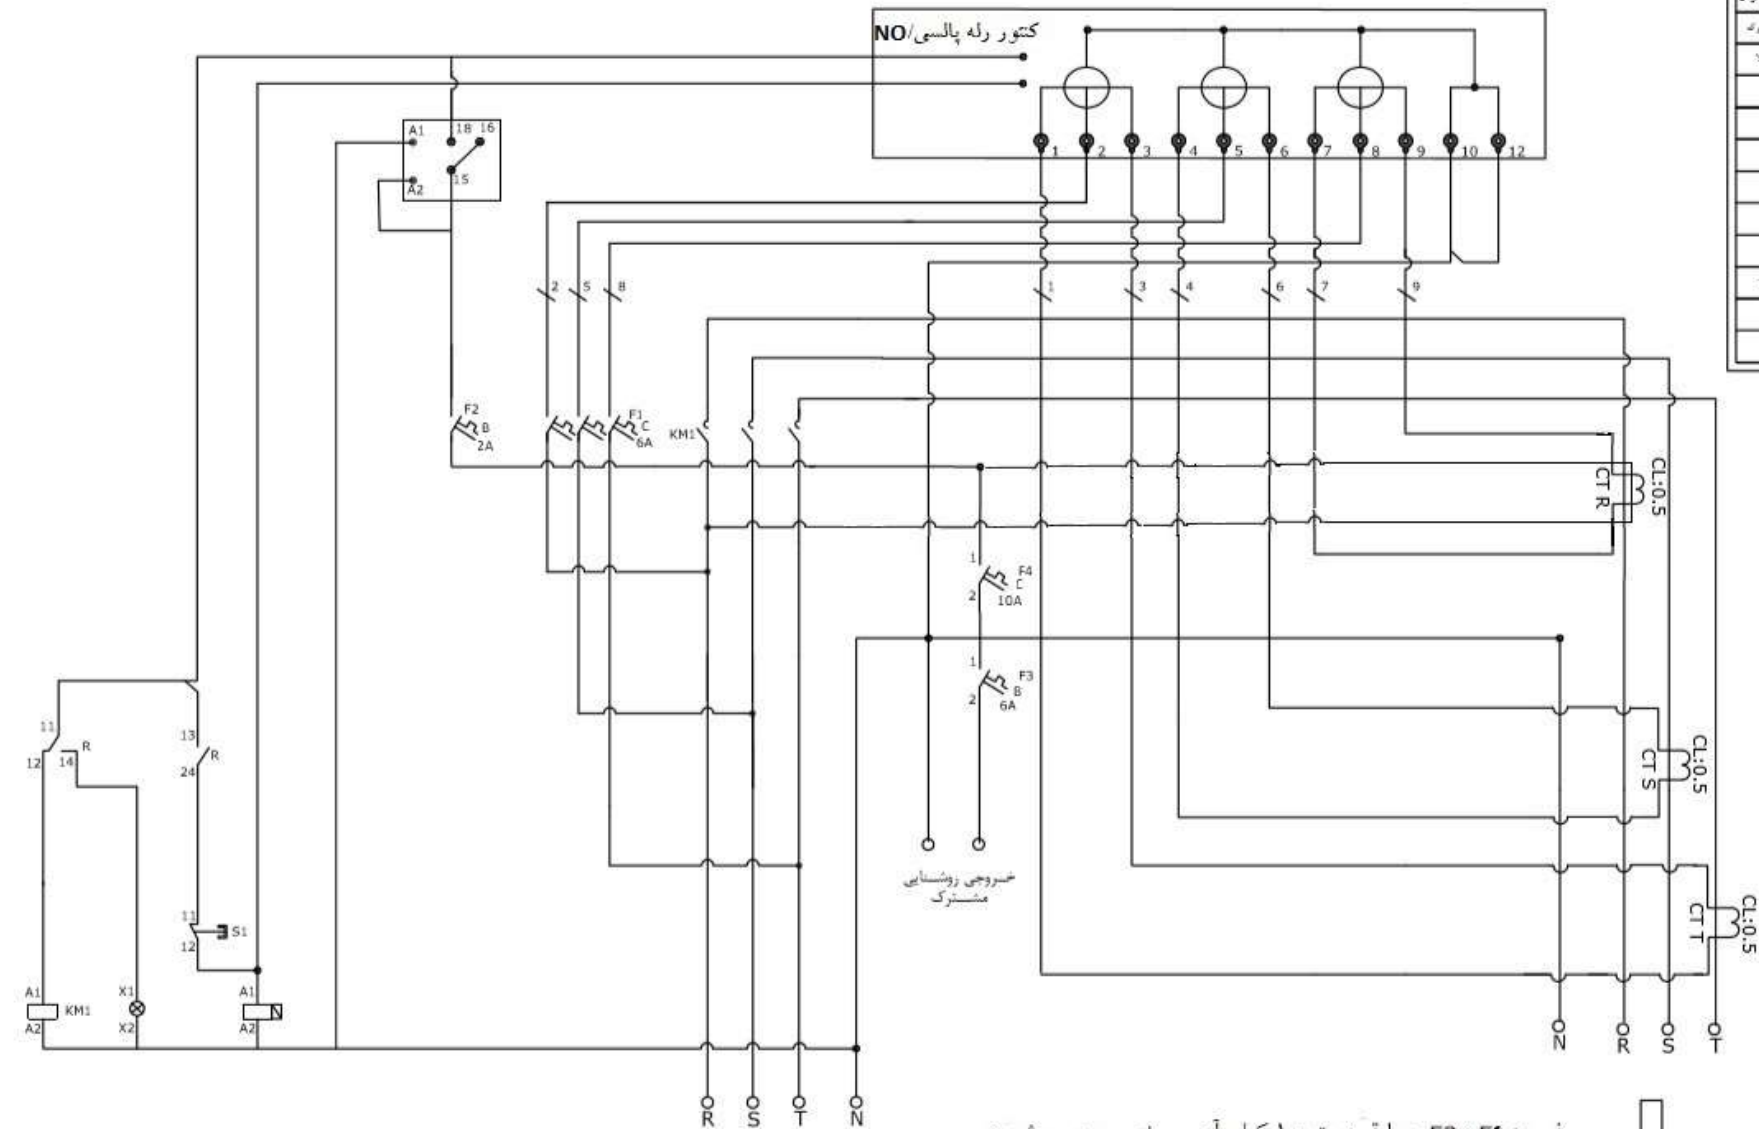 کنتور رله پالسی/NO
A1 18 16
A2 15
1 2 3 4 5 6 7 8 9 10 12
2 5 8 1 3 4 6 7 9
F2
B
2A
F1
C
6A
KM1
CT R
CL:0.5
1
F4
C
2
10A
1
F3
B
2
6A
11
12
14
R
13
R
24
CT S
CL:0.5
خروجی روشنایی
مشترک
11
S1
12
CT T
CL:0.5
A1
KM1
A2
X1
X2
A1
A2
N R S T
R S T N